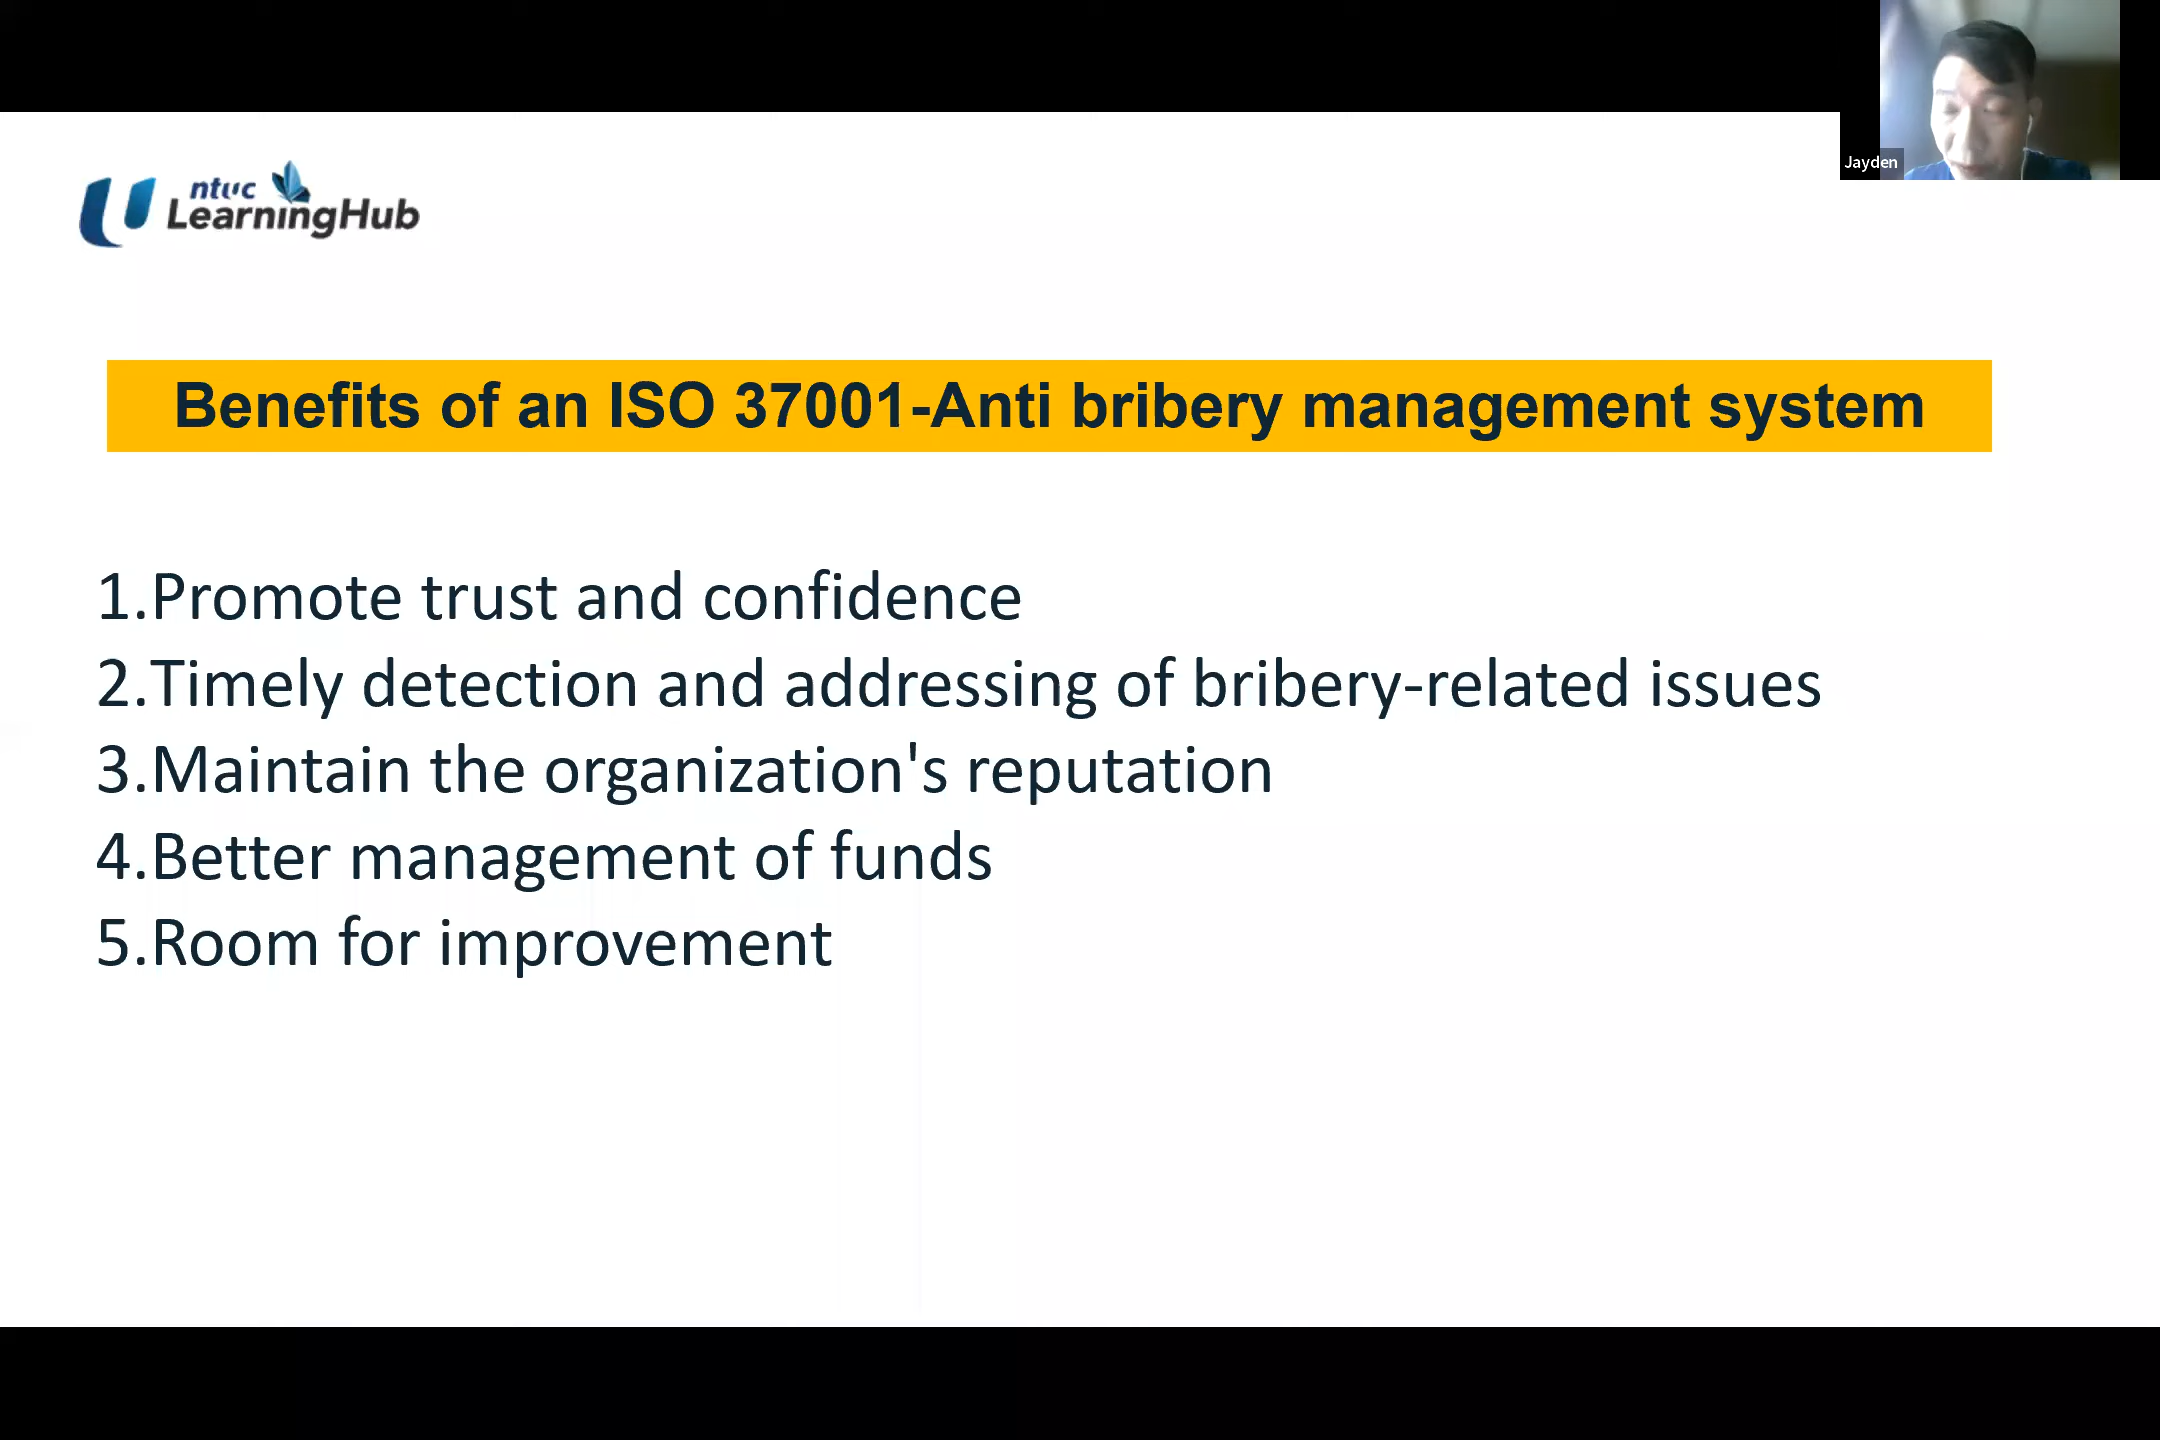 Jayden
ntuc
LearningHub
Benefits of an ISO 37001-Anti bribery management system
1.Promote trust and confidence
2.Timely detection and addressing of bribery-related issues
3.Maintain the organization's reputation
4.Better management of funds
5.Room for improvement